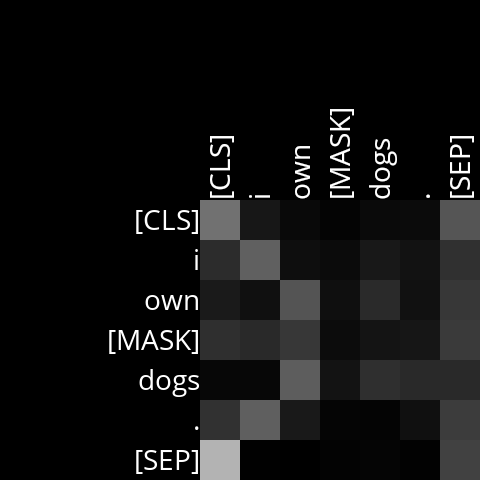 [CLS] i own [MASK] dogs . [SEP]
[CLS]
i
own
[MASK]
dogs
.
[SEP]